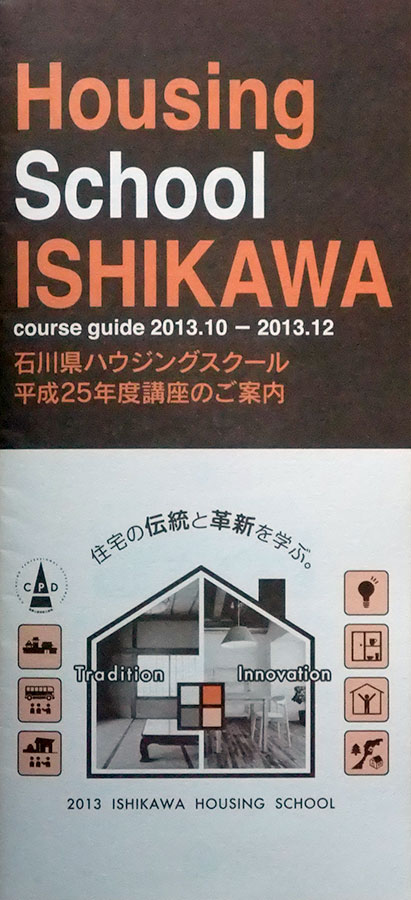 Housing
School
ISHIKAWA
course guide 2013.10 − 2013.12
石川県ハウジングスクール
平成25年度講座のご案内
住宅の伝統と革新を学ぶ。
CPD
Tradition
Innovation
2013 ISHIKAWA HOUSING SCHOOL